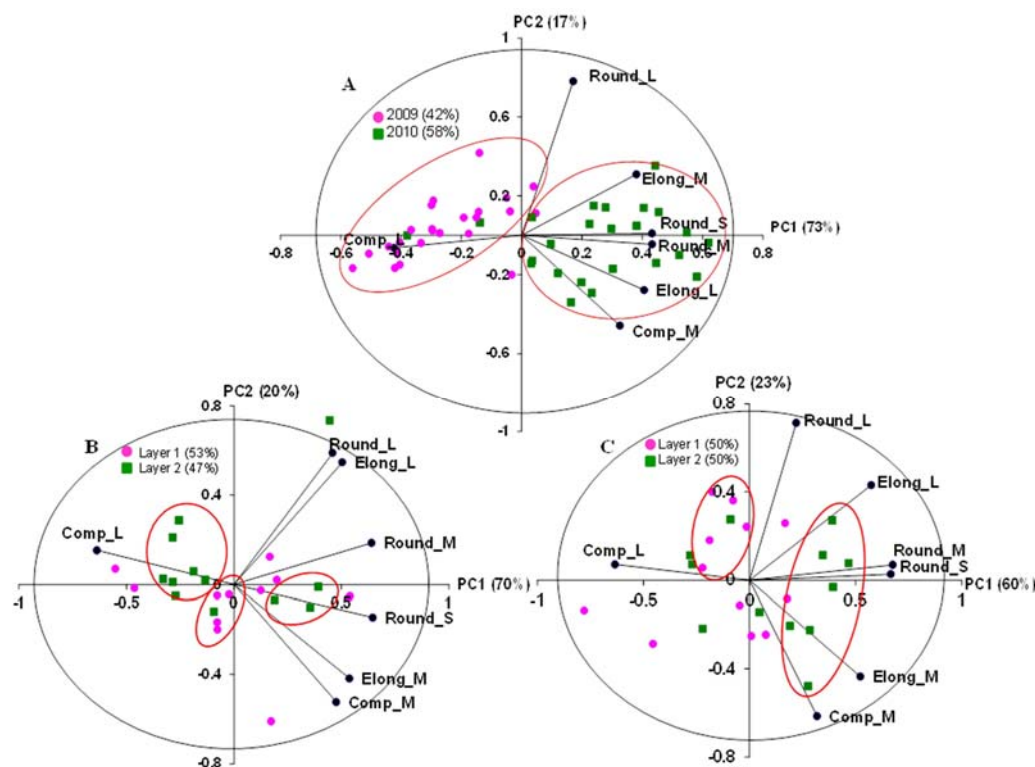 PC2 (17%)
1
A
Round_L
2009 (42%)
2010 (58%)
0.6
Elong_M
0.2
Round_S
PC1 (73%)
Comp_L
Round_M
-0.8 -0.6 -0.4 -0.2 0 0.2 0.4 0.6 0.8
-0.2
Elong_L
Comp_M
-0.6
-1
PC2 (20%)
0.8
B
Layer 1 (53%)
Layer 2 (47%)
Round_L
Elong_L
0.4
Comp_L
Round_M
0
PC1 (70%)
-1 -0.5 0 0.5 1
Round_S
-0.4
Elong_M
Comp_M
-0.8
PC2 (23%)
0.8
C
Layer 1 (50%)
Layer 2 (50%)
Round_L
Elong_L
0.4
Comp_L
Round_M
Round_S
0
PC1 (60%)
-1 -0.5 0 0.5 1
-0.4
Elong_M
Comp_M
-0.8